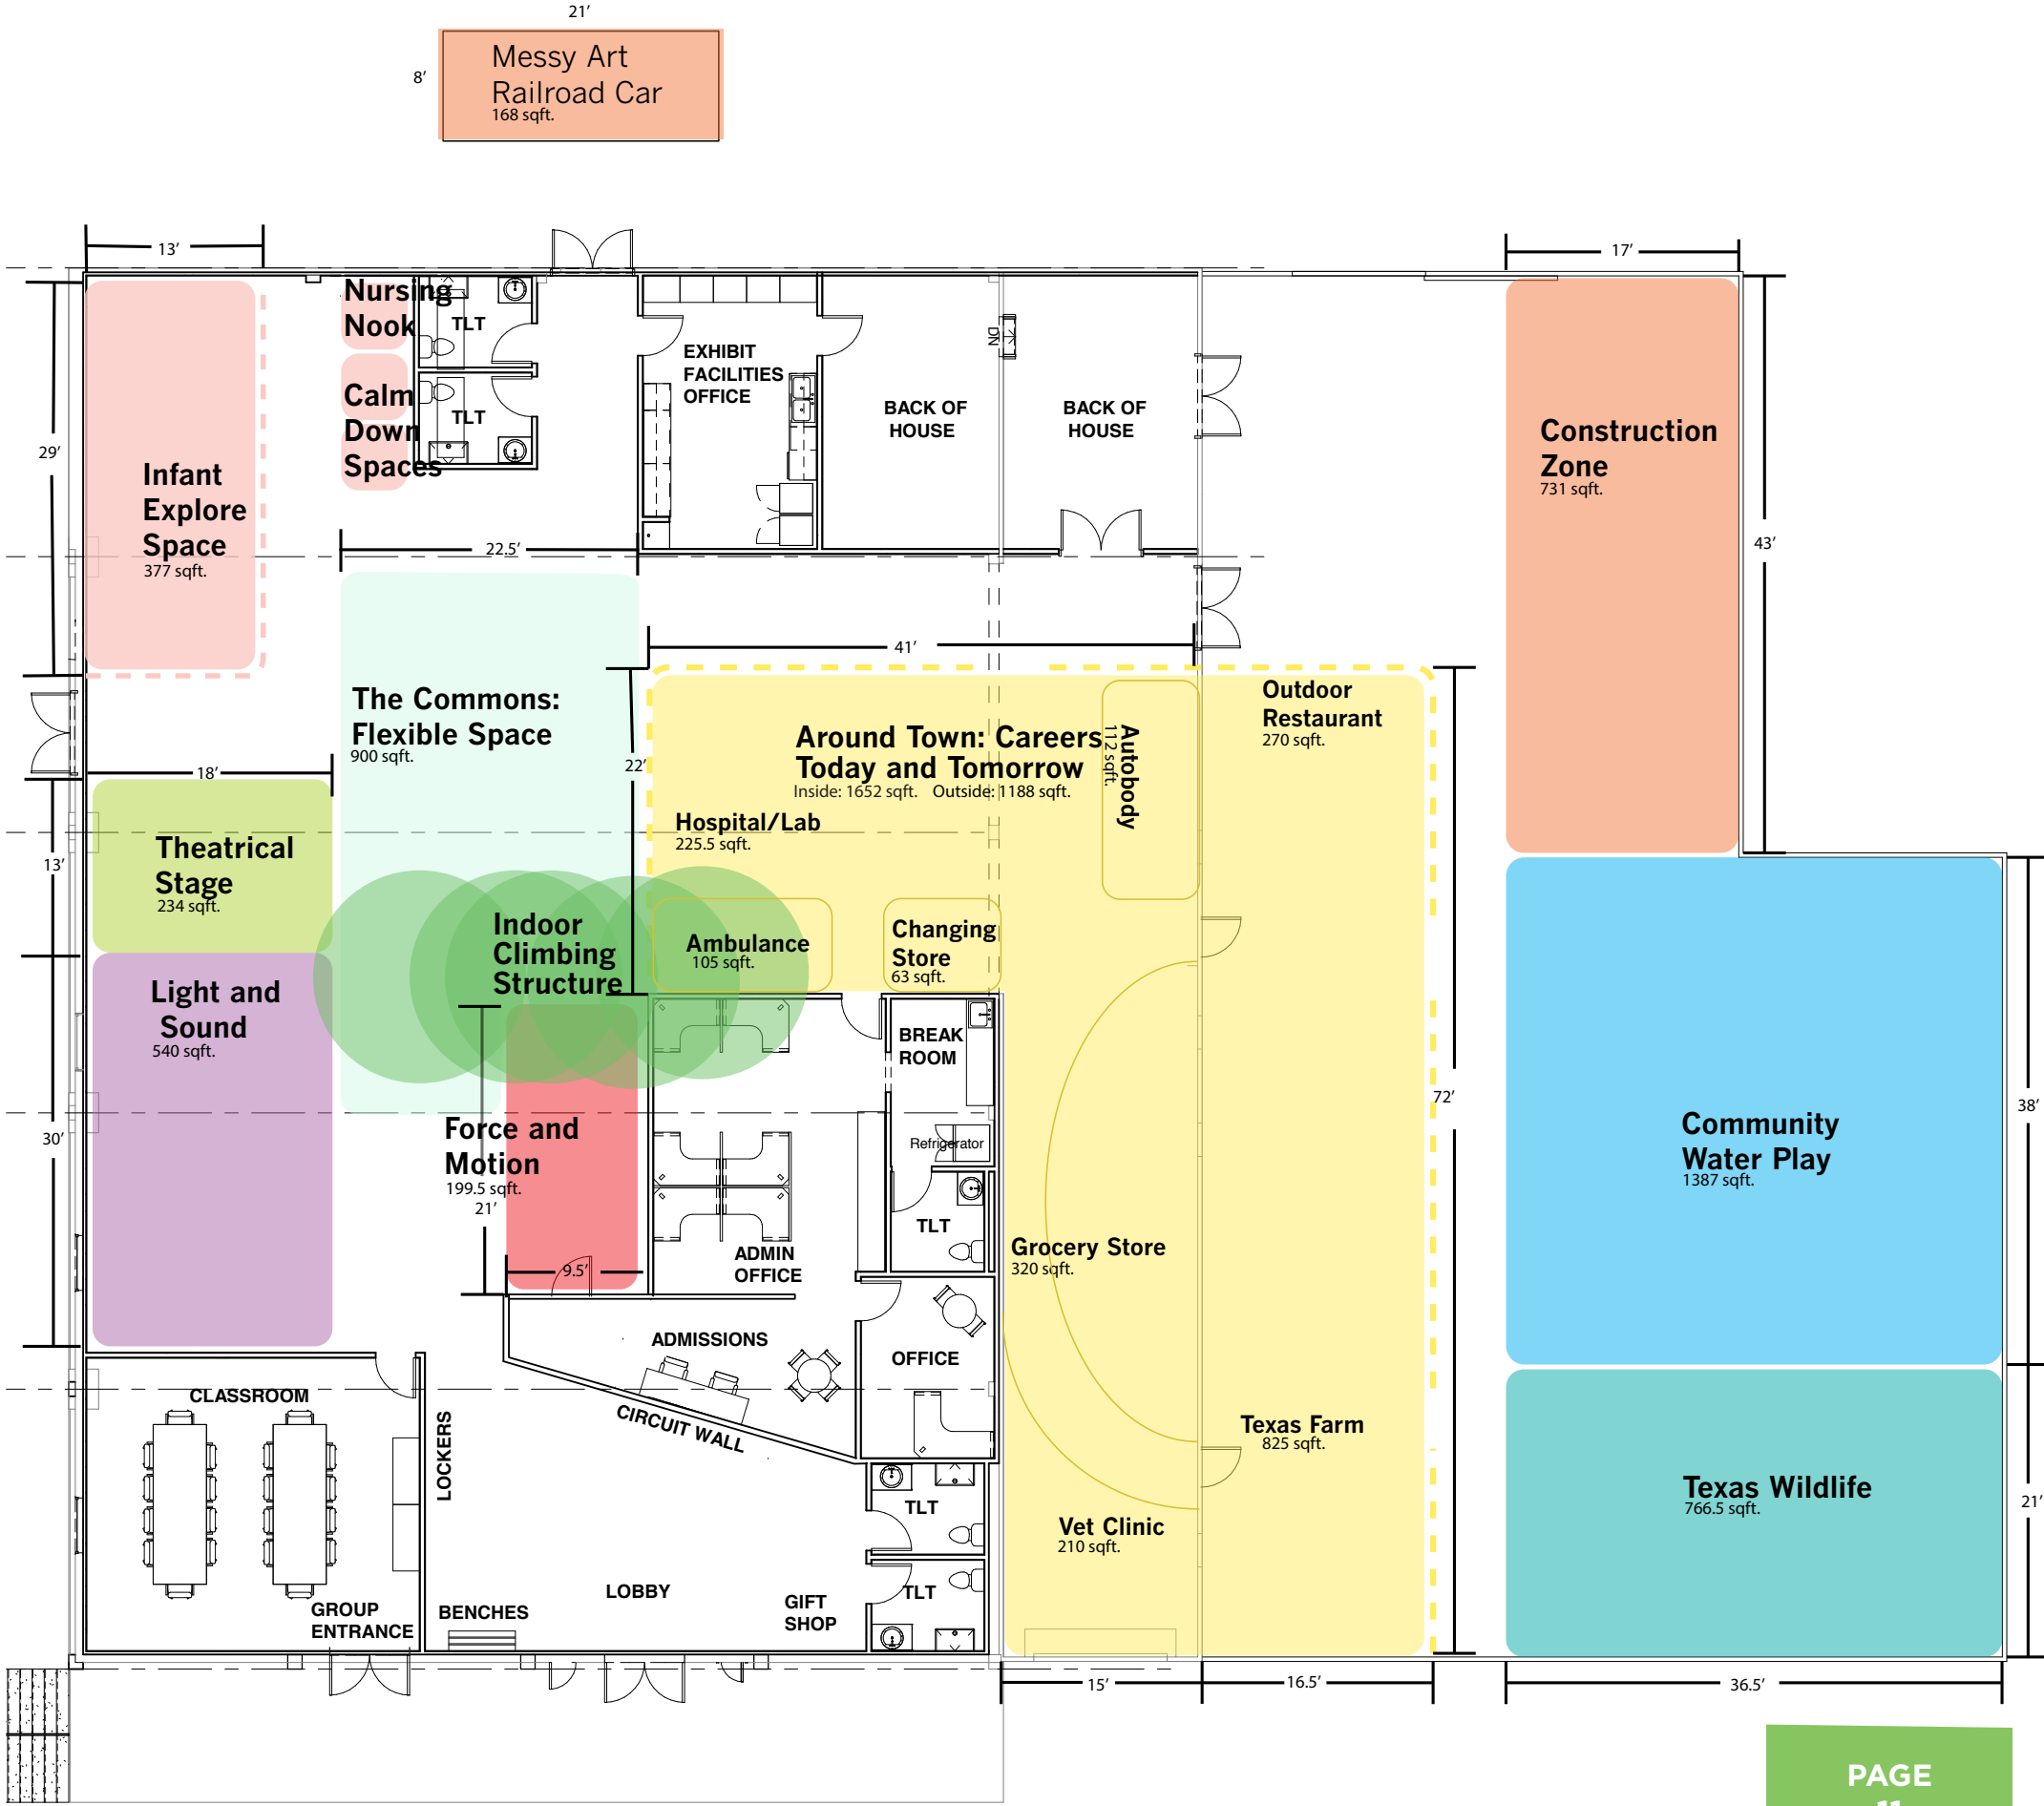 21’
Messy Art
Railroad Car
168 sqft.
8’
13’
17’
Nursing
Nook
TLT
Calm
Down
Spaces
TLT
EXHIBIT
FACILITIES
OFFICE
DN
BACK OF
HOUSE
BACK OF
HOUSE
Construction
Zone
731 sqft.
29’
Infant
Explore
Space
377 sqft.
22.5’
43’
41’
The Commons:
Flexible Space
900 sqft.
22’
Around Town: Careers
Today and Tomorrow
Inside: 1652 sqft. Outside: 1188 sqft.
Autobody
112 sqft.
Outdoor
Restaurant
270 sqft.
18’
13’
Theatrical
Stage
234 sqft.
Hospital/Lab
225.5 sqft.
Indoor
Climbing
Structure
Ambulance
105 sqft.
Changing
Store
63 sqft.
Light and
Sound
540 sqft.
30’
BREAK
ROOM
Refrigerator
72’
38’
Community
Water Play
1387 sqft.
Force and
Motion
199.5 sqft.
21’
9.5’
TLT
ADMIN
OFFICE
Grocery Store
320 sqft.
ADMISSIONS
OFFICE
CLASSROOM
LOCKERS
CIRCUIT WALL
Texas Farm
825 sqft.
Texas Wildlife
766.5 sqft.
21’
TLT
Vet Clinic
210 sqft.
LOBBY
TLT
GIFT
SHOP
GROUP
ENTRANCE
BENCHES
15’
16.5’
36.5’
PAGE
11